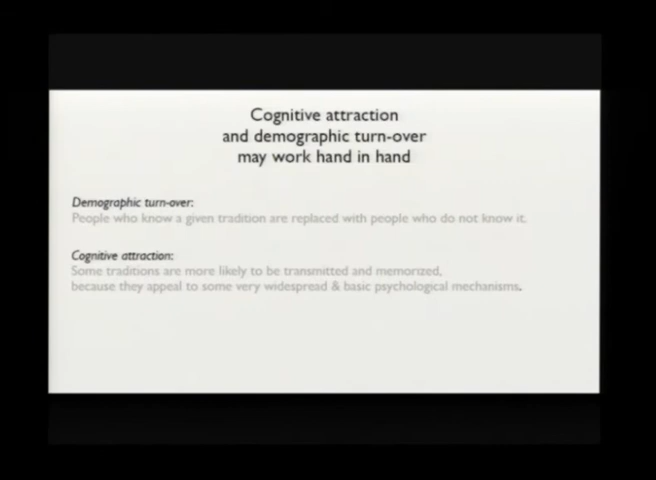 Cognitive attraction
and demographic turn-over
may work hand in hand
Demographic turn-over:
People who know a given tradition are replaced with people who do not know it.
Cognitive attraction:
Some traditions are more likely to be transmitted and memorized,
because they appeal to some very widespread & basic psychological mechanisms.